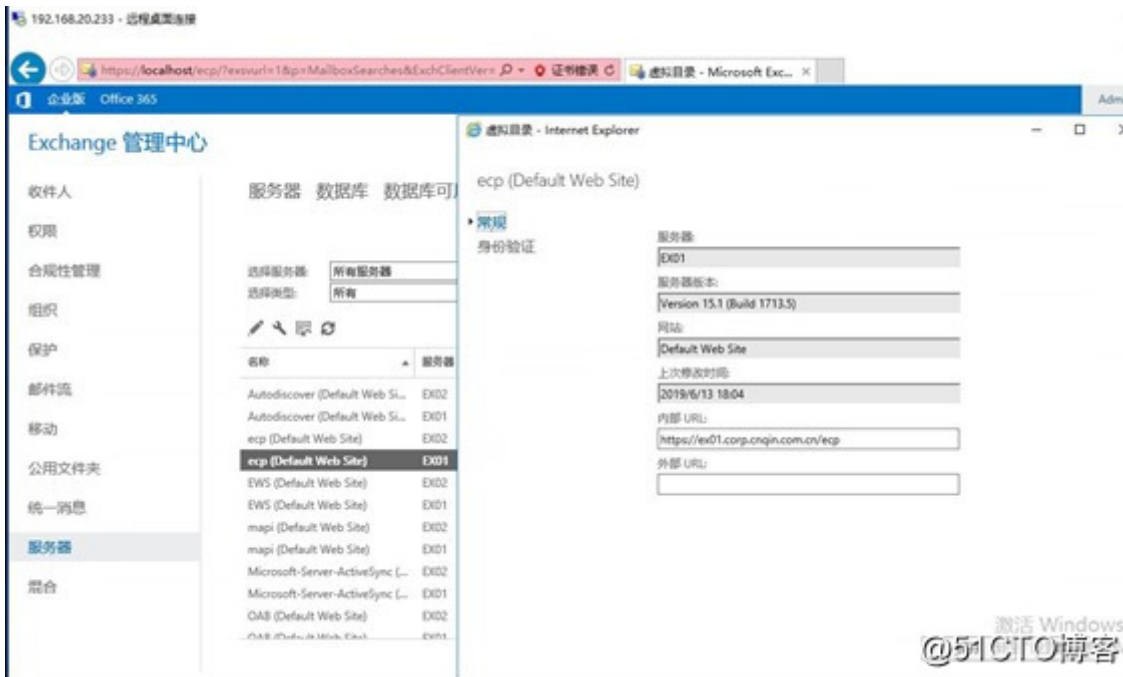 192.168.20.233 - 远程桌面连接
https://localhost/ecp/?exsvurl=1&p=MailboxSearches&ExchClientVer= 证书错误 虚拟目录 - Microsoft Exc...
企业版 Office 365
Exchange 管理中心
收件人
权限
合规性管理
组织
保护
邮件流
移动
公用文件夹
统一消息
服务器
混合
服务器 数据库
选择服务器: 所有服务器
选择类型: 所有
名称 服务器
Autodiscover (Default Web Si... EX02
Autodiscover (Default Web Si... EX01
ecp (Default Web Site) EX02
ecp (Default Web Site) EX01
EWS (Default Web Site) EX02
EWS (Default Web Site) EX01
mapi (Default Web Site) EX02
mapi (Default Web Site) EX01
Microsoft-Server-ActiveSync (... EX02
Microsoft-Server-ActiveSync (... EX01
OAB (Default Web Site) EX02
OAB (Default Web Site) EX01
虚拟目录 - Internet Explorer
ecp (Default Web Site)
常规
身份验证
服务器:
EX01
服务器版本:
Version 15.1 (Build 1713.5)
网站:
Default Web Site
上次修改时间:
2019/6/13 18:04
内部 URL:
https://ex01.corp.cnqin.com.cn/ecp
外部 URL:
激活 Windows
@51CTO博客